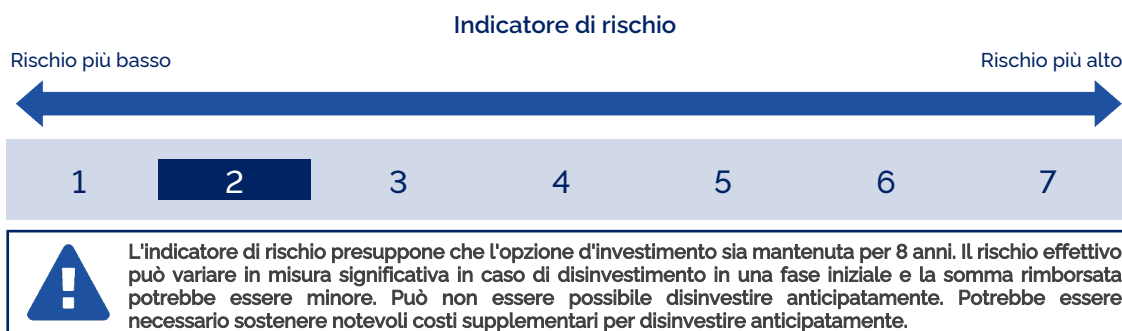 Indicatore di rischio
Rischio più basso
Rischio più alto
1 2 3 4 5 6 7
L'indicatore di rischio presuppone che l'opzione d'investimento sia mantenuta per 8 anni. Il rischio effettivo
può variare in misura significativa in caso di disinvestimento in una fase iniziale e la somma rimborsata
potrebbe essere minore. Può non essere possibile disinvestire anticipatamente. Potrebbe essere
necessario sostenere notevoli costi supplementari per disinvestire anticipatamente.